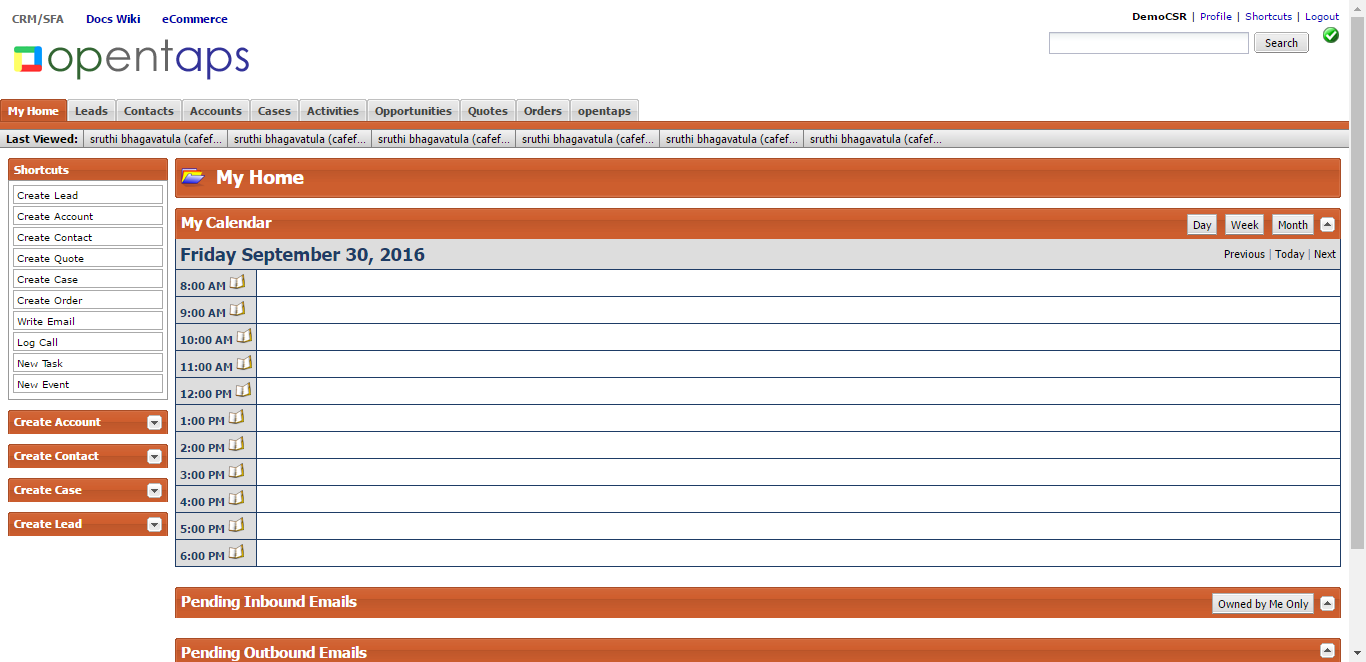 CRM/SFA Docs Wiki eCommerce
DemoCSR | Profile | Shortcuts | Logout
opentaps
Search
My Home Leads Contacts Accounts Cases Activities Opportunities Quotes Orders opentaps
Last Viewed: sruthi bhagavatula (cafef... sruthi bhagavatula (cafef... sruthi bhagavatula (cafef... sruthi bhagavatula (cafef... sruthi bhagavatula (cafef... sruthi bhagavatula (cafef...
Shortcuts
Create Lead
Create Account
Create Contact
Create Quote
Create Case
Create Order
Write Email
Log Call
New Task
New Event
Create Account
Create Contact
Create Case
Create Lead
My Home
My Calendar Day Week Month
Friday September 30, 2016 Previous | Today | Next
8:00 AM
9:00 AM
10:00 AM
11:00 AM
12:00 PM
1:00 PM
2:00 PM
3:00 PM
4:00 PM
5:00 PM
6:00 PM
Pending Inbound Emails Owned by Me Only
Pending Outbound Emails